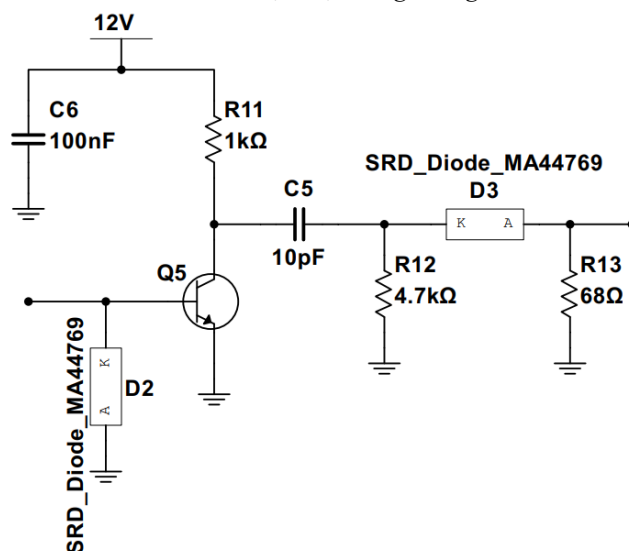 12V
C6
100nF
R11
1kΩ
SRD_Diode_MA44769
D3
C5
10pF
K A
Q5
R12
4.7kΩ
R13
68Ω
K
A
D2
SRD_Diode_MA44769